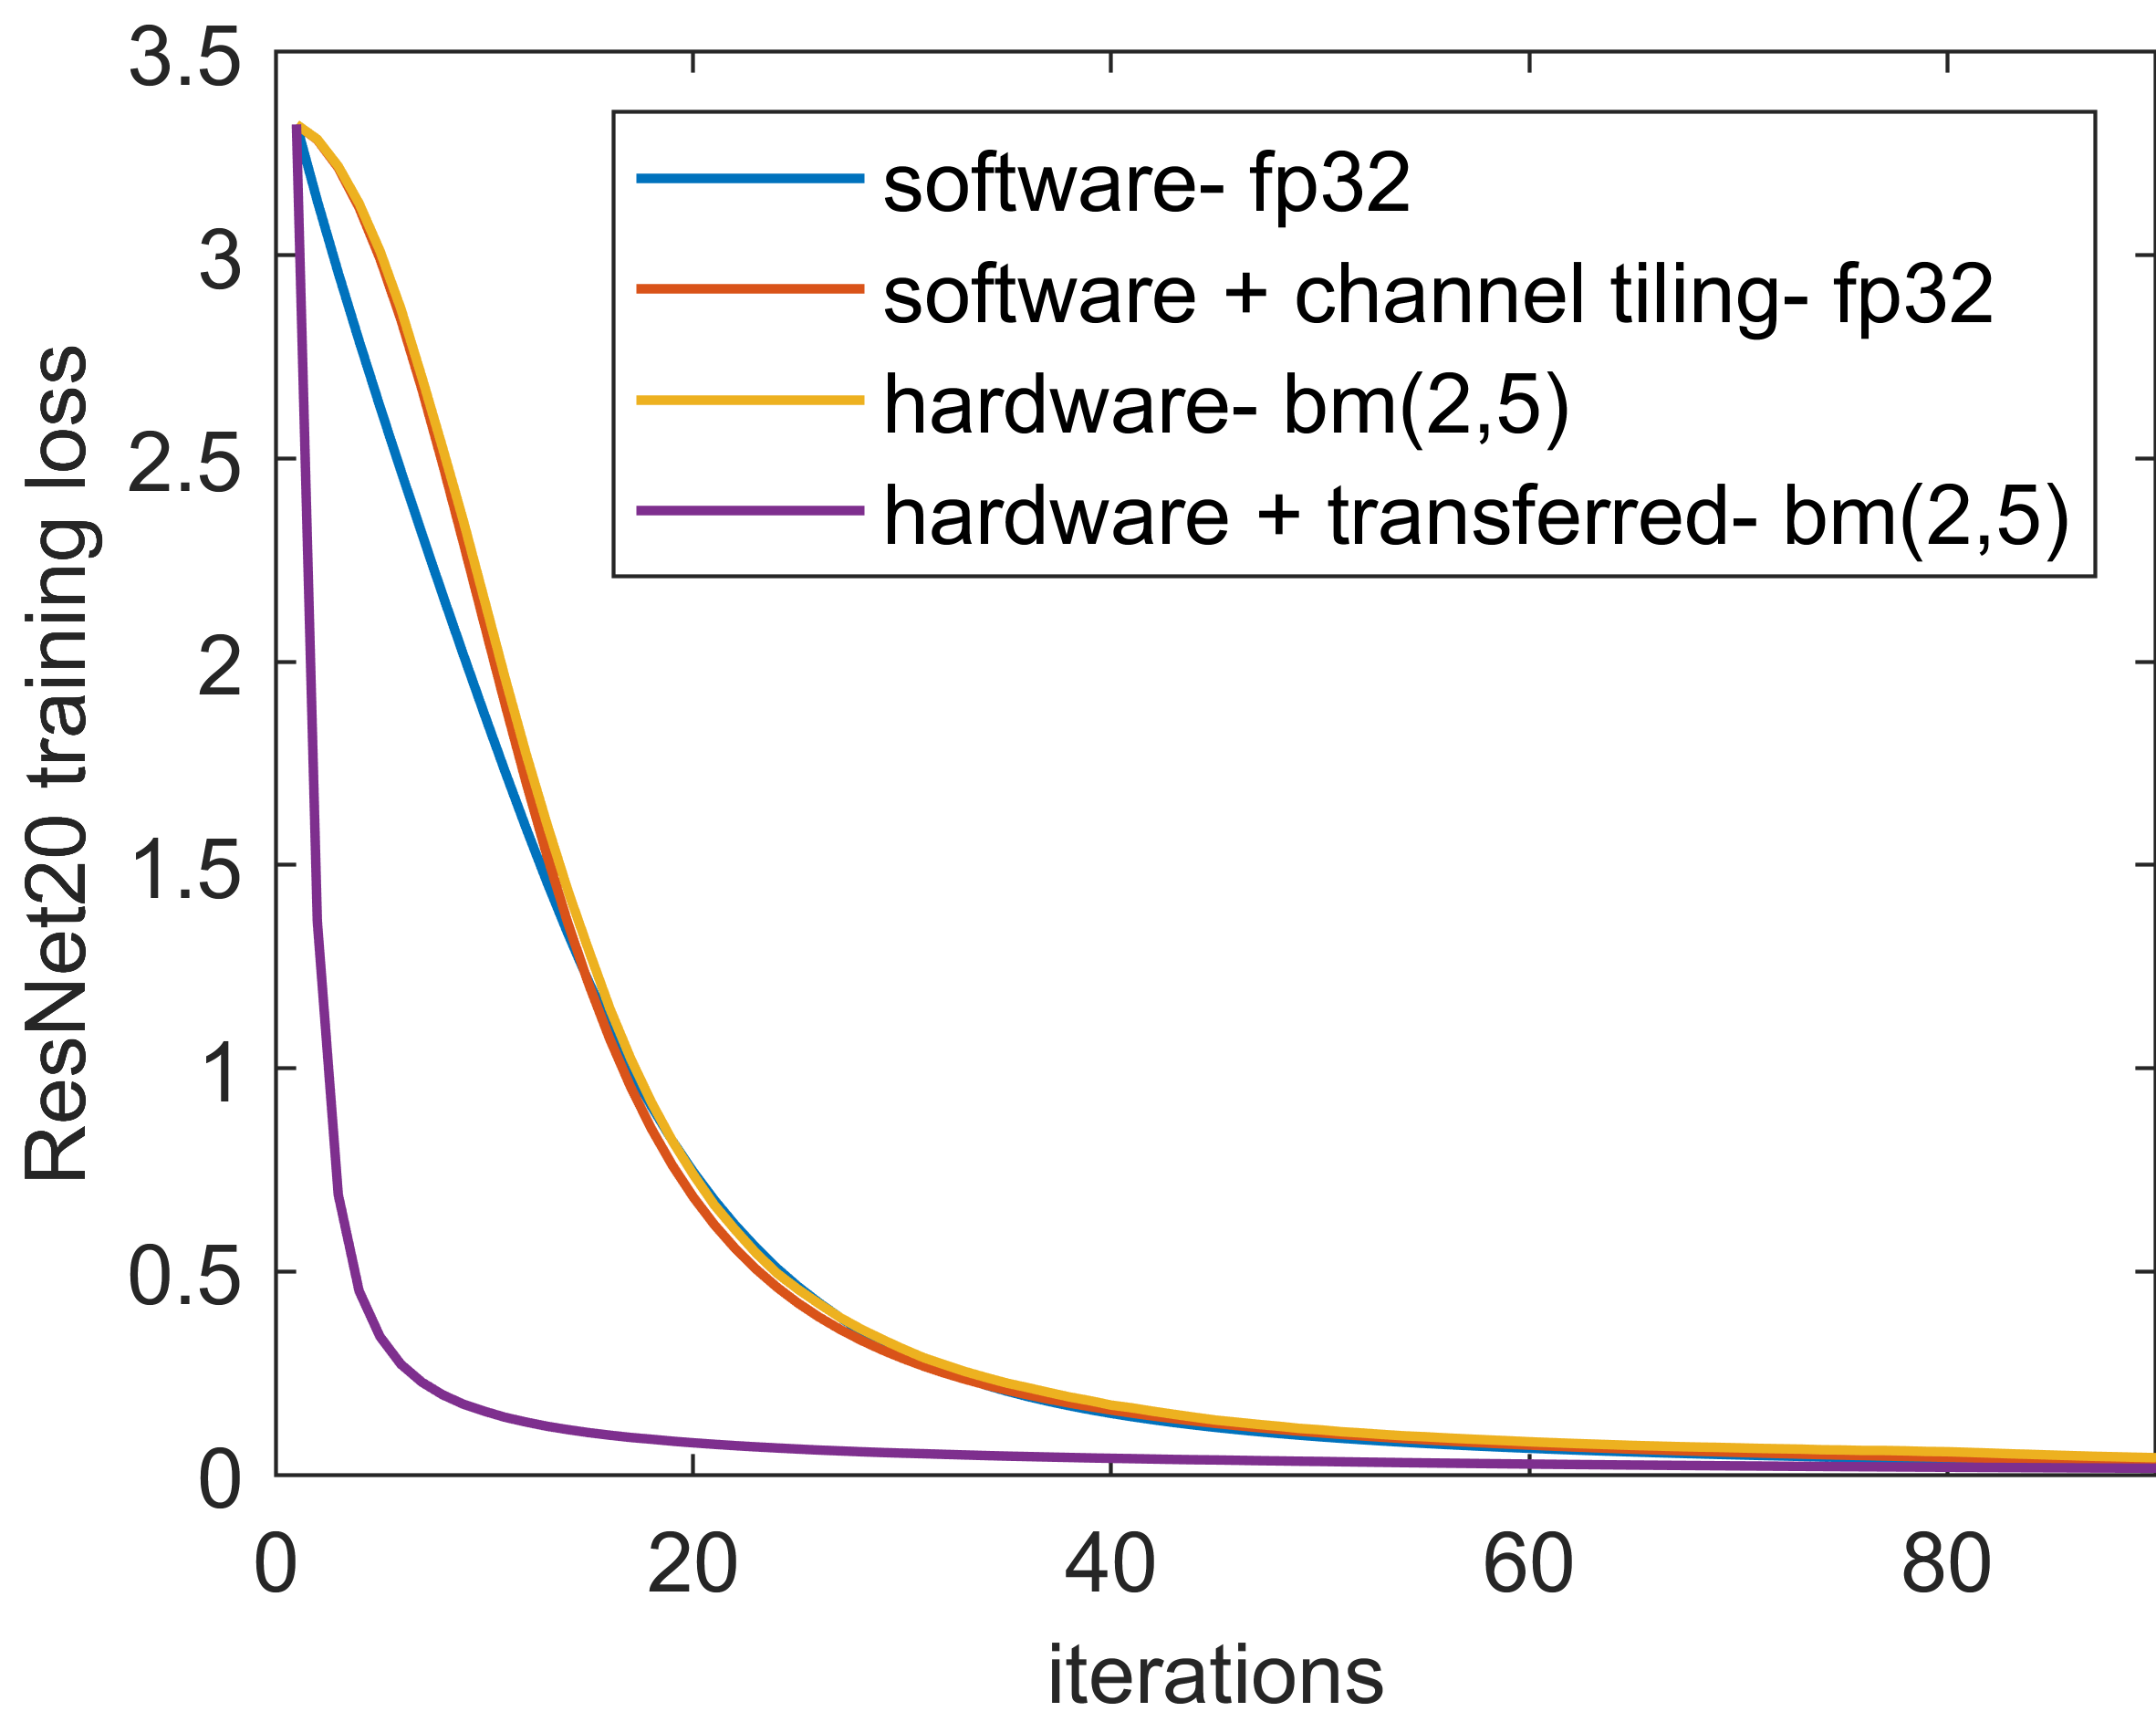 3.5
3
2.5
2
1.5
1
0.5
0
ResNet20 training loss
software- fp32
software + channel tiling- fp32
hardware- bm(2,5)
hardware + transferred- bm(2,5)
0 20 40 60 80
iterations